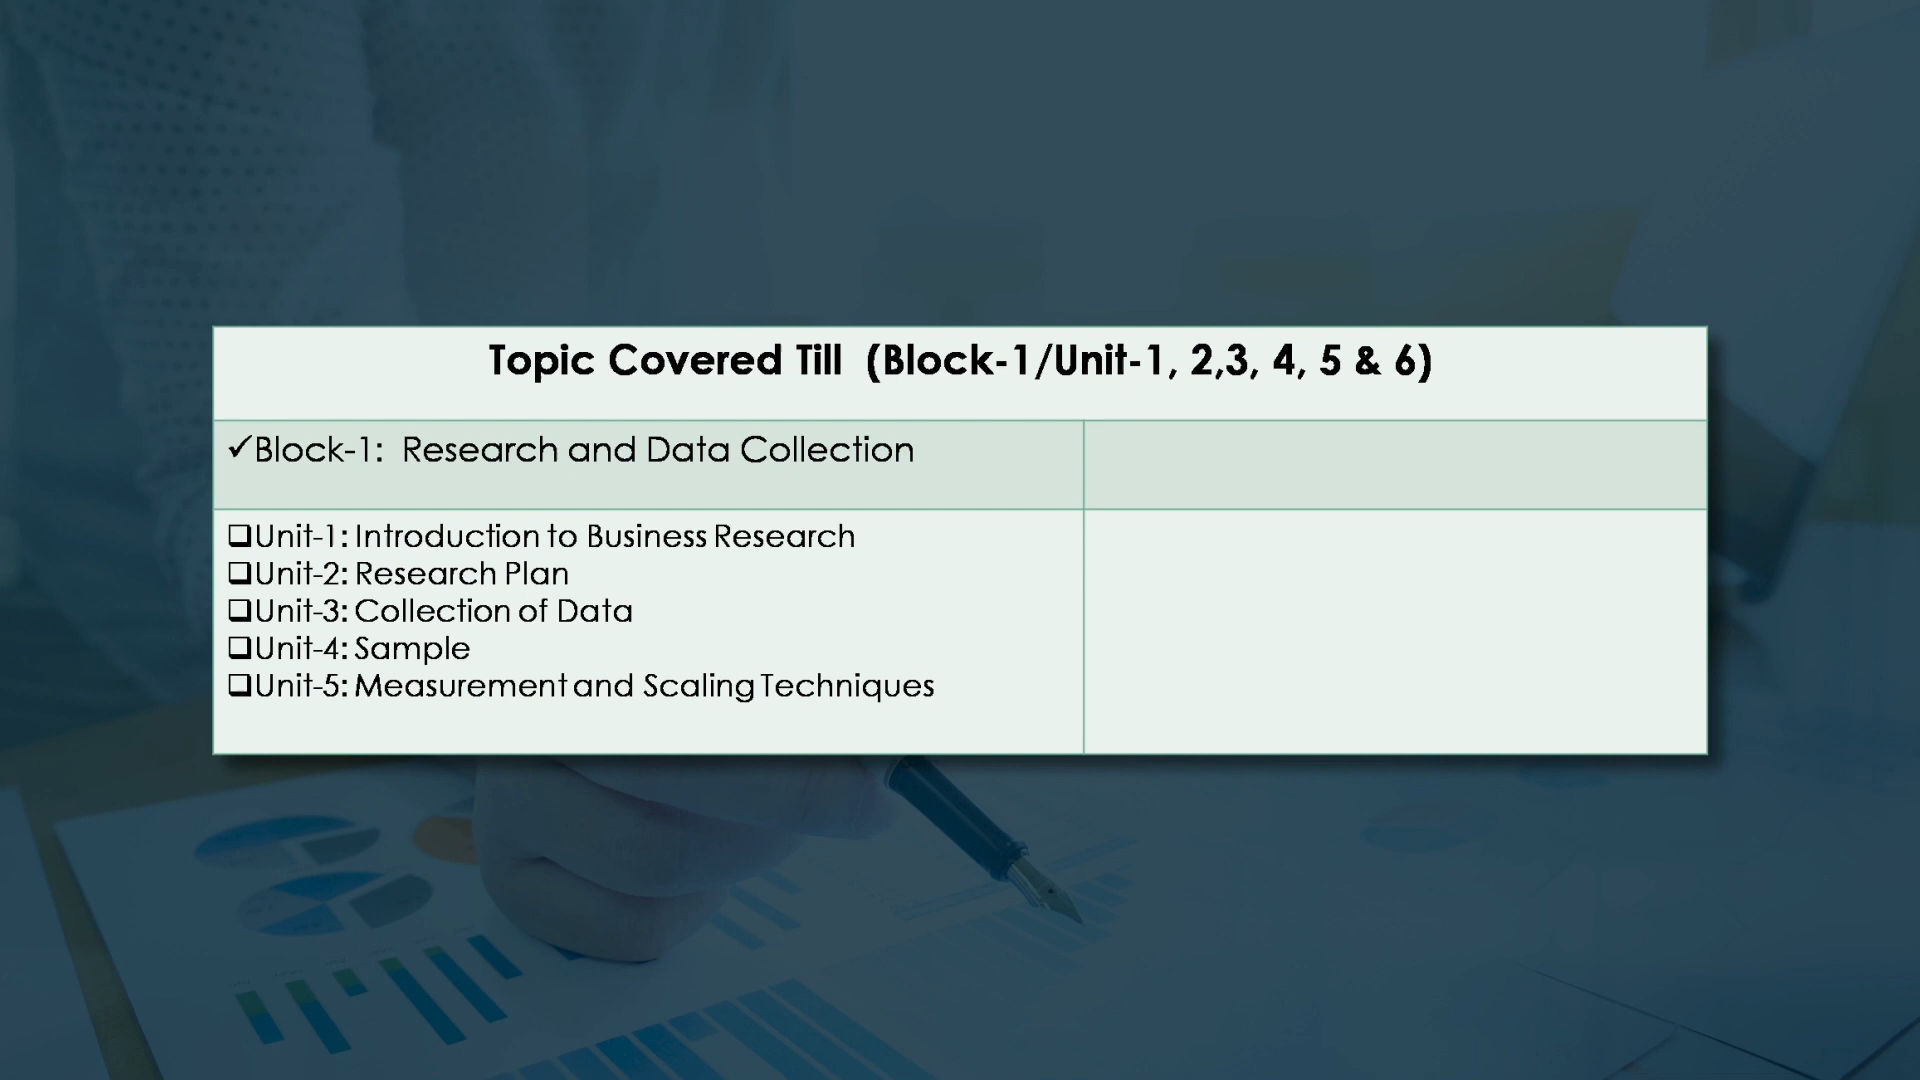 Topic Covered Till (Block-1/Unit-1, 2,3, 4, 5 & 6)
✓Block-1: Research and Data Collection
❑Unit-1: Introduction to Business Research
❑Unit-2: Research Plan
❑Unit-3: Collection of Data
❑Unit-4: Sample
❑Unit-5: Measurement and Scaling Techniques